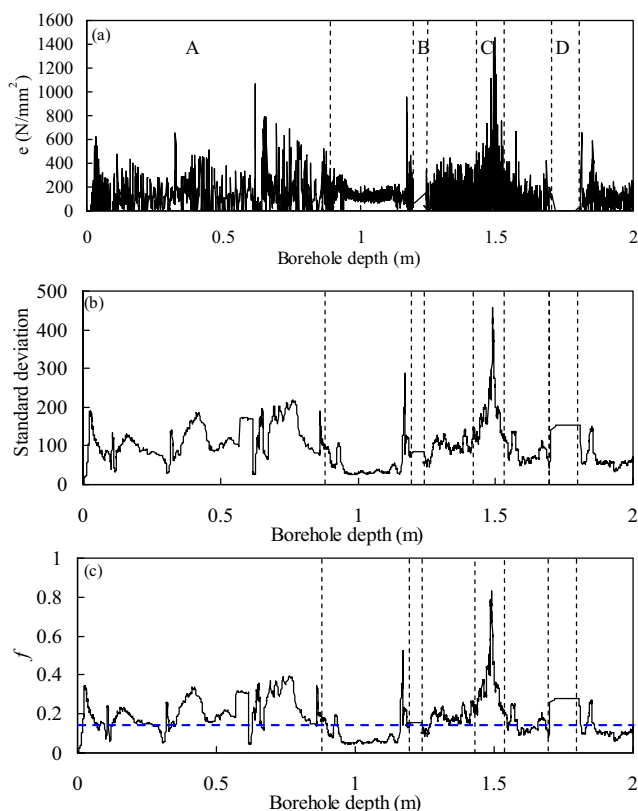 (a)
A
B
C
D
e (N/mm²)
1600
1400
1200
1000
800
600
400
200
0
0
0.5
1
1.5
2
Borehole depth (m)
(b)
Standard deviation
500
400
300
200
100
0
0
0.5
1
1.5
2
Borehole depth (m)
(c)
f
1
0.8
0.6
0.4
0.2
0
0
0.5
1
1.5
2
Borehole depth (m)